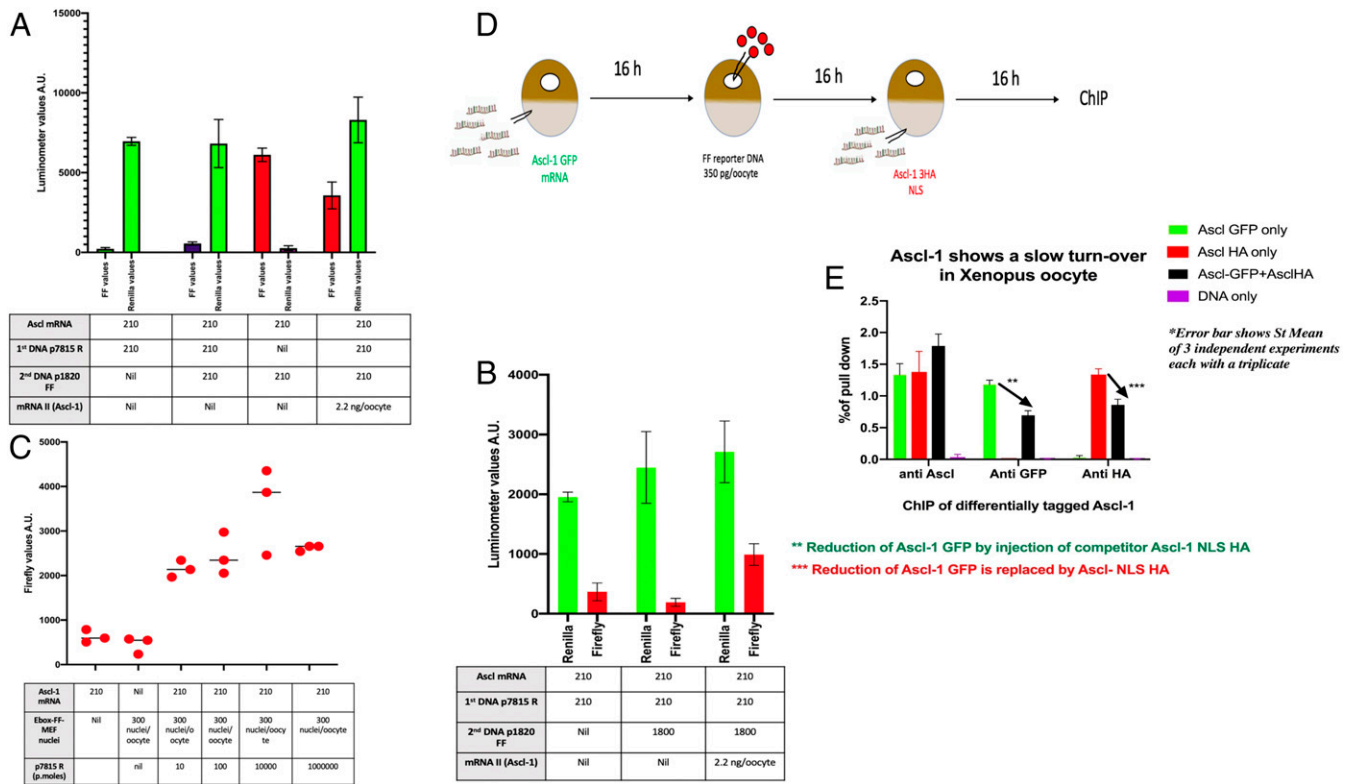 A
Luminometer values A.U.
15000
10000
5000
0
FF values
Renilla values
FF values
Renilla values
FF values
Renilla values
FF values
Renilla values
Ascl mRNA 210 210 210 210
1st DNA p7815 R 210 210 Nil 210
2nd DNA p1820 FF Nil 210 210 210
mRNA II (Ascl-1) Nil Nil Nil 2.2 ng/oocyte
C
Firefly values A.U.
5000
4000
3000
2000
1000
0
Ascl-1 mRNA 210 Nil 210 210 210 210
Ebox-FF-MEF nuclei Nil 300 nuclei/oocyte 300 nuclei/oocyte 300 nuclei/oocyte 300 nuclei/oocyte 300 nuclei/oocyte
p7815 R (p.moles) nil 10 100 10000 1000000
D
16 h
16 h
16 h
ChIP
Ascl-1 GFP
mRNA
FF reporter DNA
350 pg/oocyte
Ascl-1 3HA
NLS
B
Luminometer values A.U.
4000
3000
2000
1000
0
Renilla
Firefly
Renilla
Firefly
Renilla
Firefly
Ascl mRNA 210 210 210
1st DNA p7815 R 210 210 210
2nd DNA p1820 FF Nil 1800 1800
mRNA II (Ascl-1) Nil Nil 2.2 ng/oocyte
E
Ascl-1 shows a slow turn-over
in Xenopus oocyte
Ascl GFP only
Ascl HA only
Ascl-GFP+AsclHA
DNA only
*Error bar shows St Mean
of 3 independent experiments
each with a triplicate
%of pull down
2.5
2.0
1.5
1.0
0.5
0.0
**
***
anti Ascl
Anti GFP
Anti HA
ChIP of differentially tagged Ascl-1
** Reduction of Ascl-1 GFP by injection of competitor Ascl-1 NLS HA
*** Reduction of Ascl-1 GFP is replaced by Ascl- NLS HA